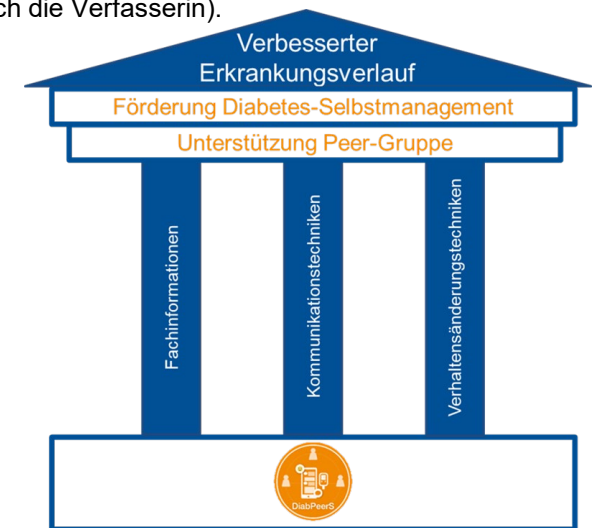 ch die Verfasserin).
Verbesserter
Erkrankungsverlauf
Förderung Diabetes-Selbstmanagement
Unterstützung Peer-Gruppe
Fachinformationen
Kommunikationstechniken
Verhaltensänderungstechniken
DiabPeerS